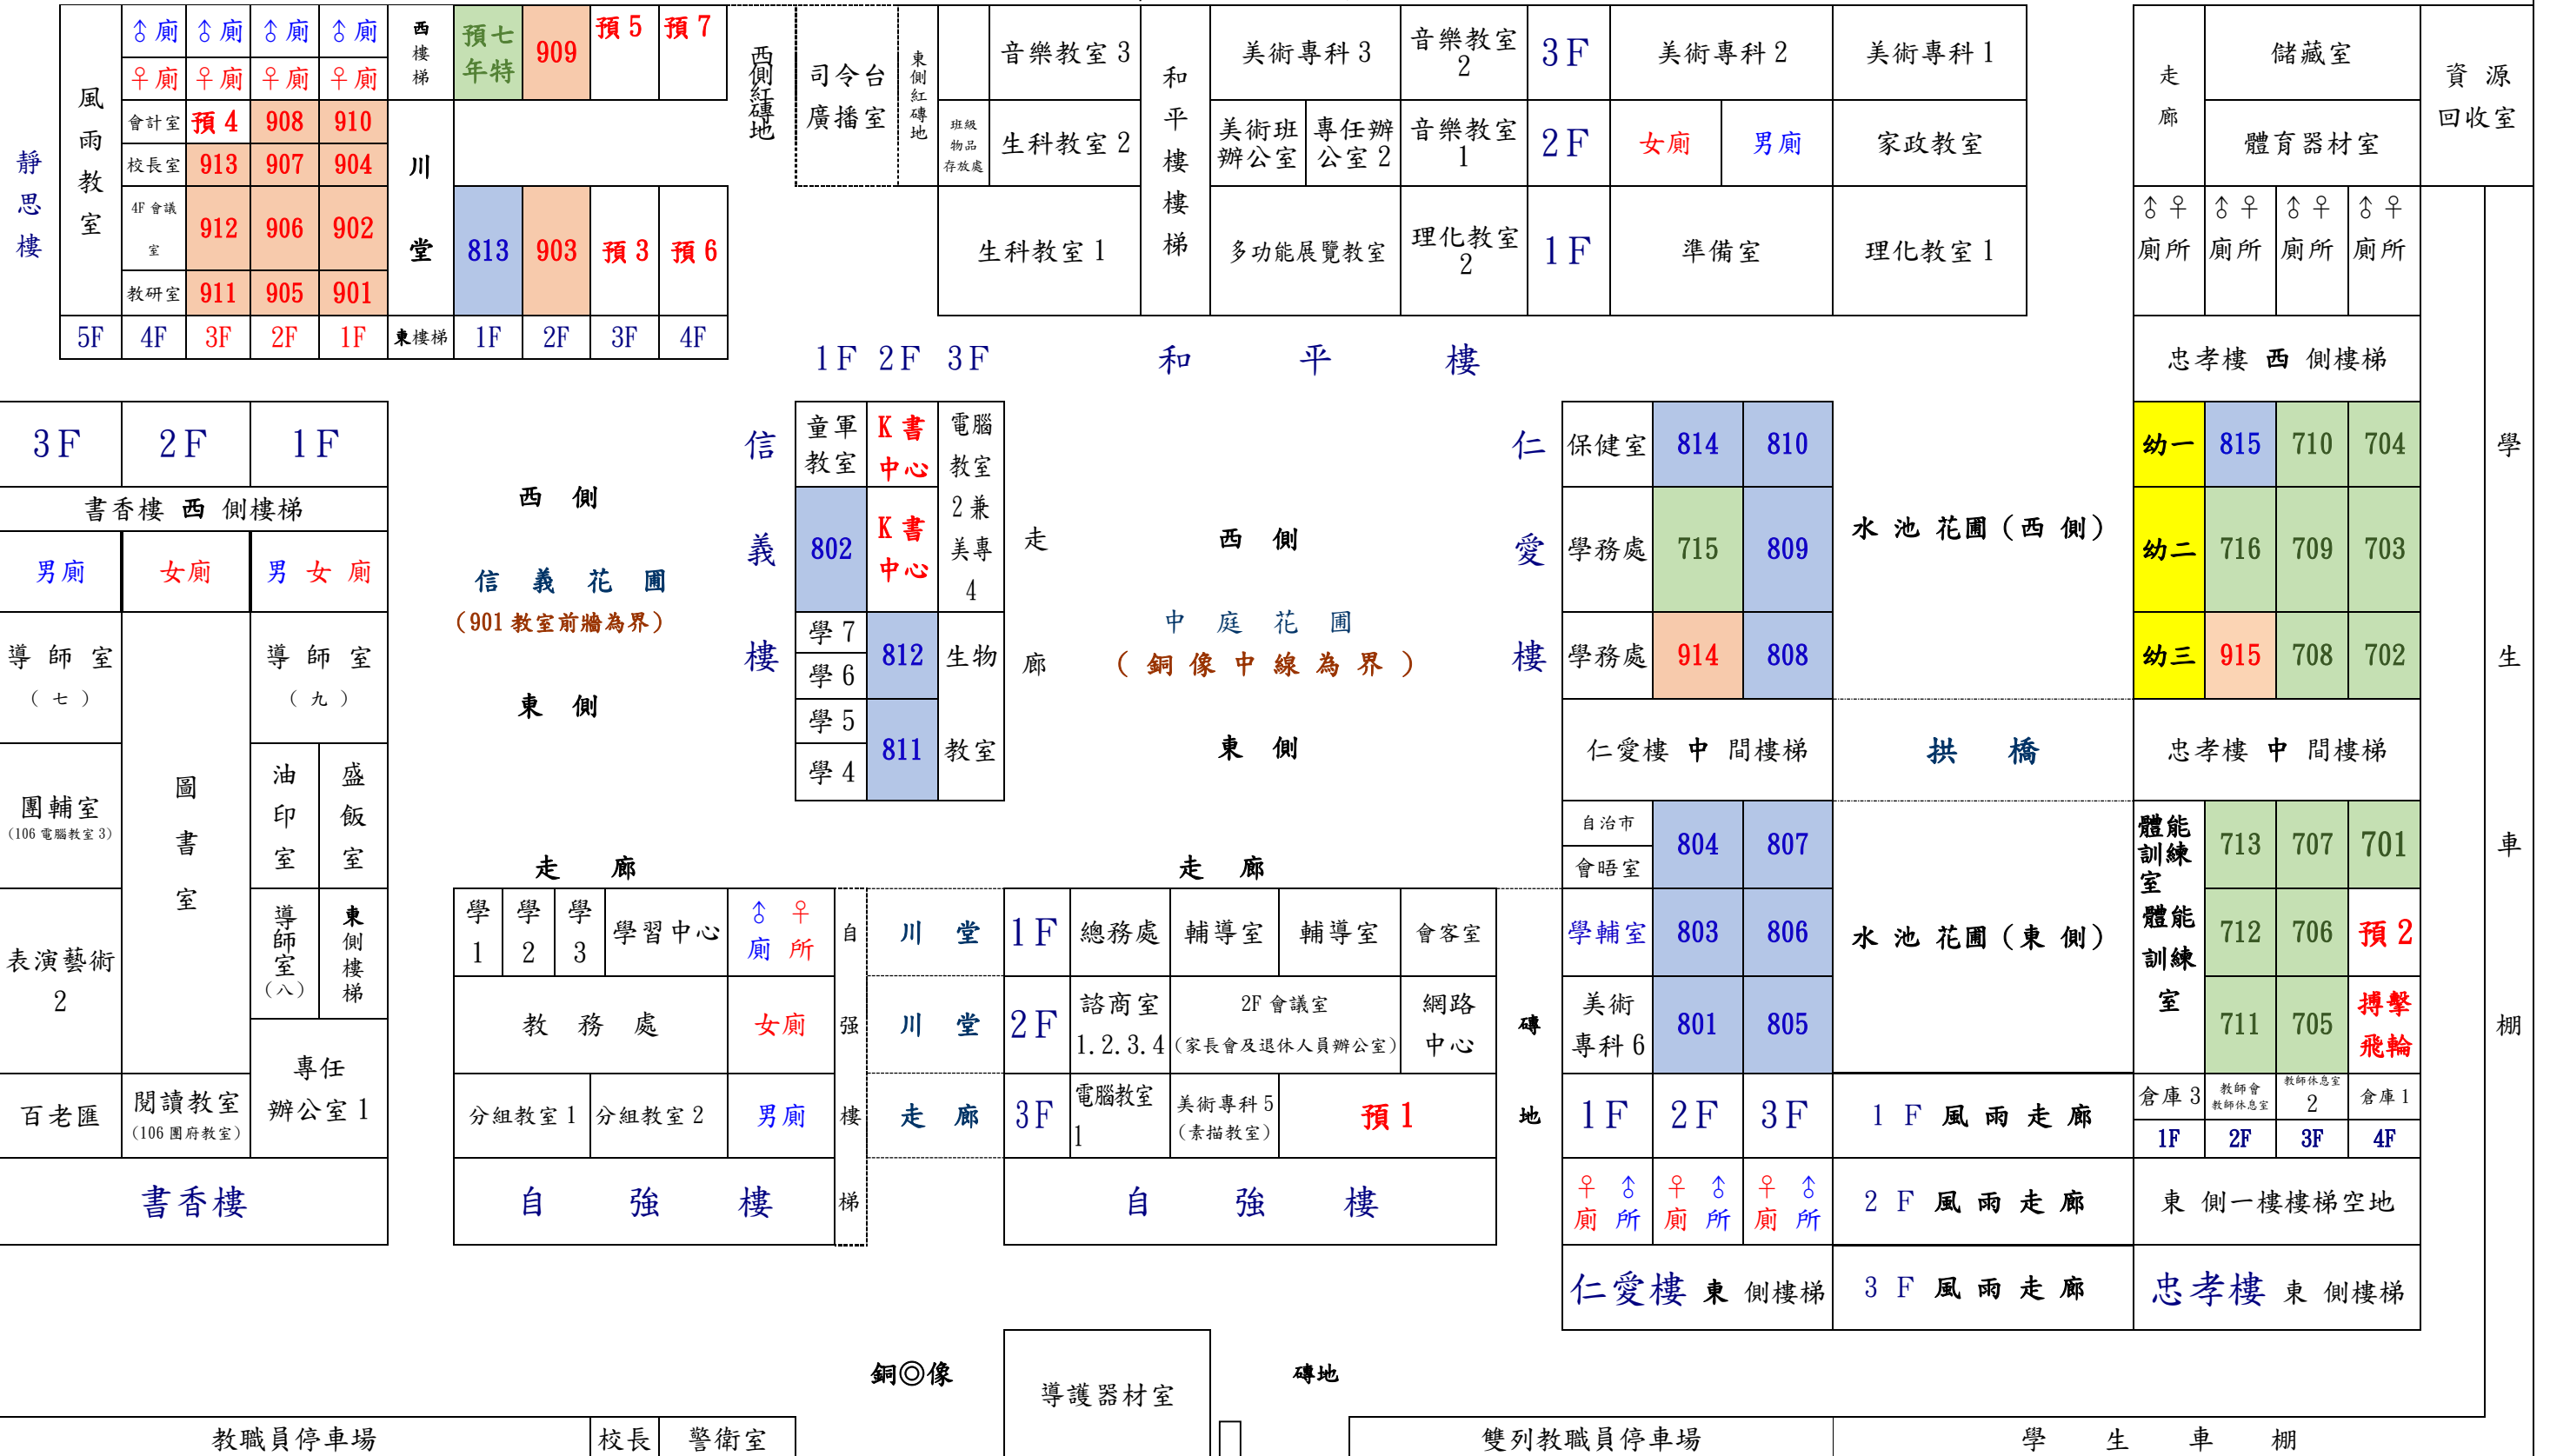 ♂廁 ♂廁 ♂廁 ♂廁
♀廁 ♀廁 ♀廁 ♀廁
靜思樓
風雨教室
會計室 預4 908 910
校長室 913 907 904
4F會議室 912 906 902
教研室 911 905 901
5F 4F 3F 2F 1F
西樓梯
川堂
東樓梯
預七年特 909 預5 預7
813 903 預3 預6
1F 2F 3F 4F
西側紅磚地
司令台
廣播室
東側紅磚地
音樂教室3
班級物品存放處
生科教室2
生科教室1
和平樓樓梯
美術專科3 音樂教室2 3F 美術專科2 美術專科1
美術班辦公室 專任辦公室2 音樂教室1 2F 女廁 男廁 家政教室
多功能展覽教室 理化教室2 1F 準備室 理化教室1
和平樓
走廊
儲藏室
體育器材室
資源
回收室
♂♀ ♂♀ ♂♀ ♂♀
廁所 廁所 廁所 廁所
忠孝樓 西 側樓梯
3F 2F 1F
書香樓 西 側樓梯
男廁 女廁 男女廁
導師室
(七)
導師室
(九)
圖書室
團輔室
(106電腦教室3)
油印室
盛飯室
表演藝術
2
導師室(八)
東側樓梯
專任
辦公室1
百老匯
閱讀教室
(106團府教室)
書香樓
西側
信義花圃
(901教室前牆為界)
東側
走廊
1F 2F 3F
信義樓
童軍教室 K書中心 電腦教室2兼美專4
802 K書中心
學7
學6
812 生物
學5
學4
811 教室
走廊
西側
中庭花圃
(銅像中線為界)
東側
走廊
仁愛樓
保健室 814 810
學務處 715 809
學務處 914 808
仁愛樓 中 間樓梯
自治市
會晤室
804 807
學輔室 803 806
美術
專科6
801 805
1F 2F 3F
♀♂ ♀♂ ♀♂
廁所 廁所 廁所
仁愛樓 東 側樓梯
水池花圃(西側)
拱橋
水池花圃(東側)
1F風雨走廊
2F風雨走廊
3F風雨走廊
幼一 815 710 704
幼二 716 709 703
幼三 915 708 702
忠孝樓 中 間樓梯
體能訓練室 713 707 701
體能訓練室 712 706 預2
711 705 搏擊飛輪
倉庫3 教師會教師休息室 教師休息室2 倉庫1
1F 2F 3F 4F
東側一樓樓梯空地
忠孝樓 東 側樓梯
學生車棚
學1 學2 學3 學習中心 ♂♀廁所
教務處 女廁
分組教室1 分組教室2 男廁
自強樓
自强樓梯
川堂
川堂
走廊
1F 總務處 輔導室 輔導室 會客室
2F 諮商室1.2.3.4 2F會議室(家長會及退休人員辦公室) 網路中心
3F 電腦教室1 美術專科5(素描教室) 預1
自強樓
磚地
銅◎像
導護器材室
磚地
教職員停車場 校長 警衛室
雙列教職員停車場 學生車棚